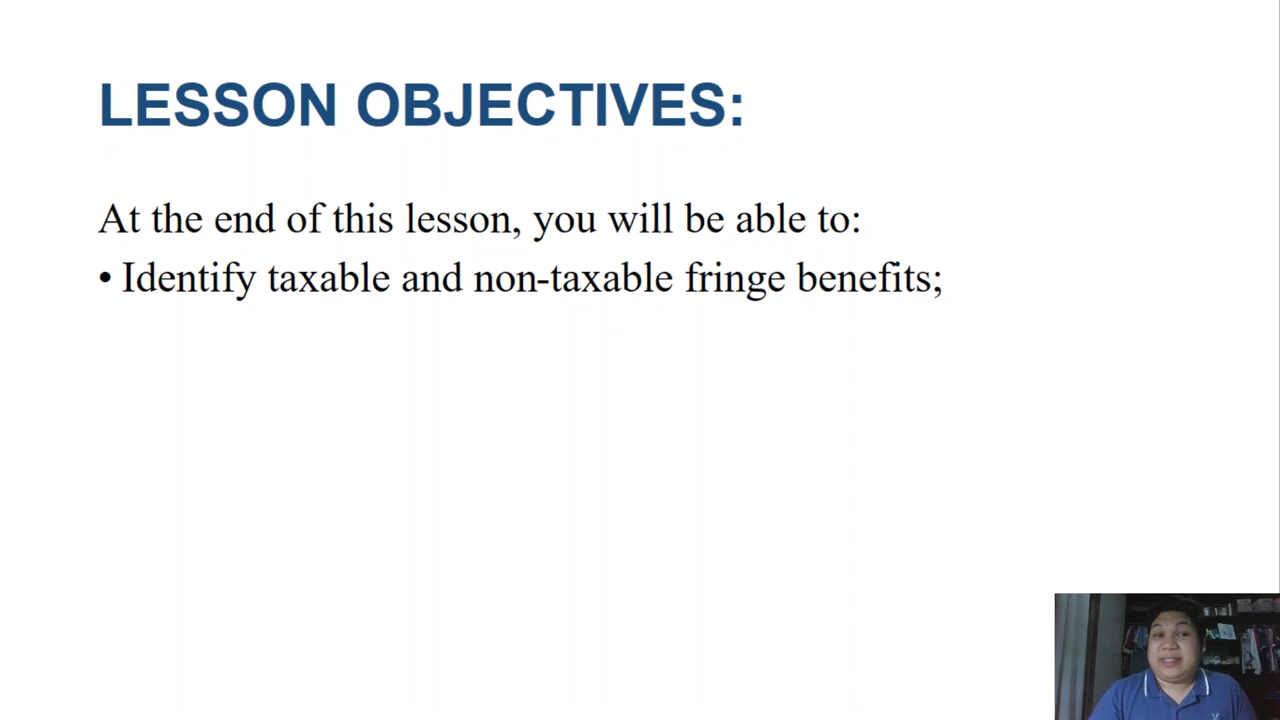 LESSON OBJECTIVES:
At the end of this lesson, you will be able to:
• Identify taxable and non-taxable fringe benefits;